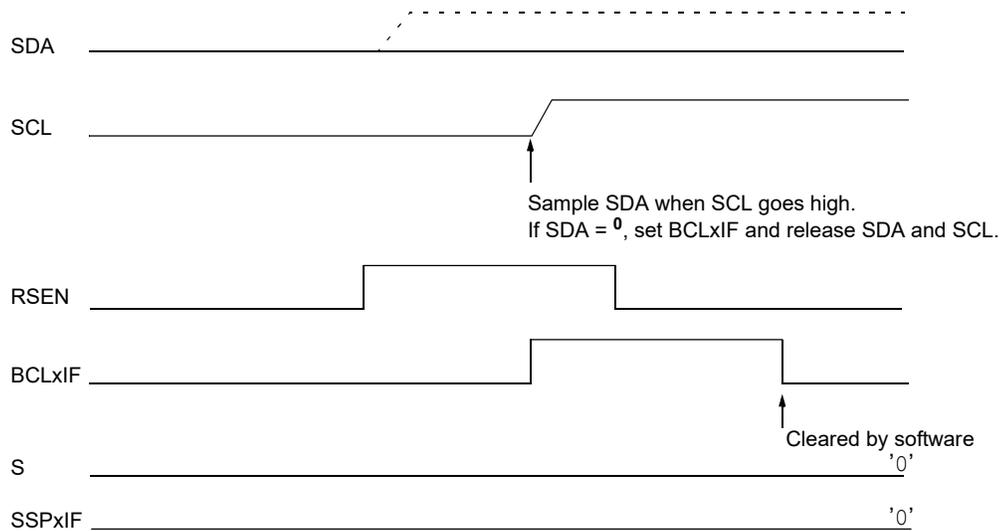 SDA
SCL
Sample SDA when SCL goes high.
If SDA = 0, set BCLxIF and release SDA and SCL.
RSEN
BCLxIF
Cleared by software
S
'0'
SSPxIF
'0'